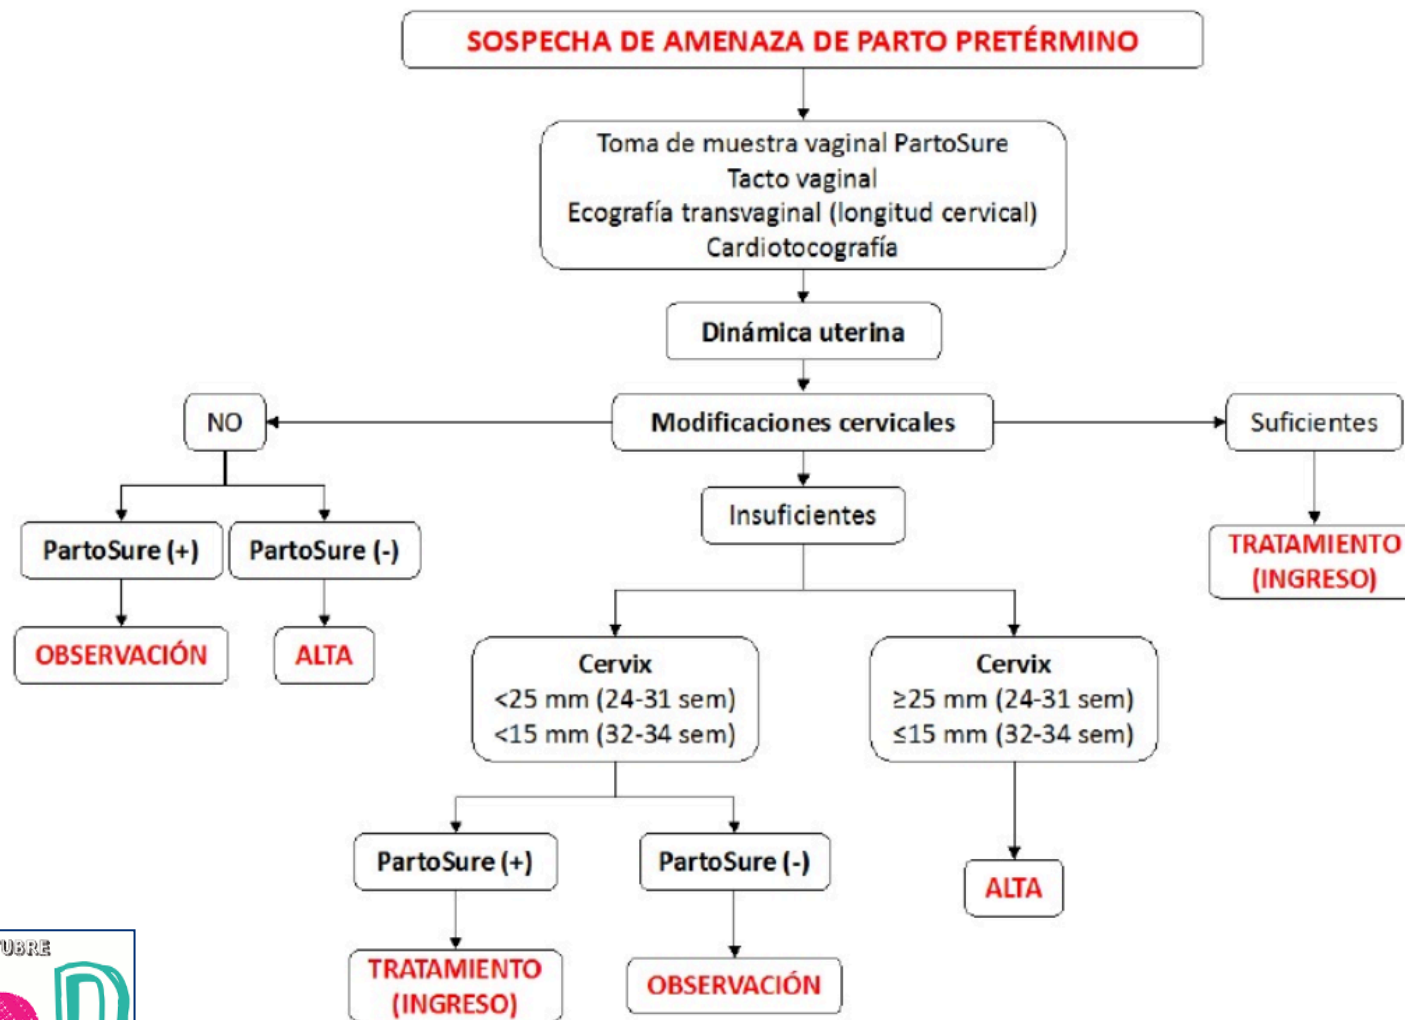 SOSPECHA DE AMENAZA DE PARTO PRETÉRMINO
Toma de muestra vaginal PartoSure
Tacto vaginal
Ecografía transvaginal (longitud cervical)
Cardiotocografía
Dinámica uterina
NO
Modificaciones cervicales
Suficientes
PartoSure (+)
PartoSure (-)
Insuficientes
TRATAMIENTO
(INGRESO)
OBSERVACIÓN
ALTA
Cervix
<25 mm (24-31 sem)
<15 mm (32-34 sem)
Cervix
≥25 mm (24-31 sem)
≤15 mm (32-34 sem)
PartoSure (+)
PartoSure (-)
ALTA
TRATAMIENTO
(INGRESO)
OBSERVACIÓN
TUBRE
D